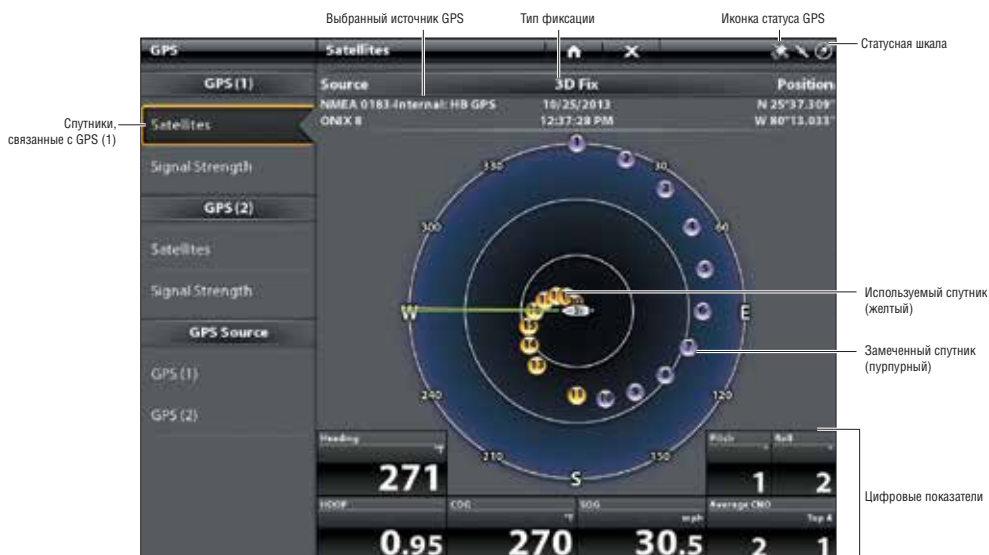 Выбранный источник GPS
Тип фиксации
Иконка статуса GPS
Статусная шкала
GPS
Satellites
GPS (1)
Source
3D Fix
Position
NMEA 0183-Internal: HB GPS
10/25/2013
N 25°37.309'
ONIX 8
12:37:28 PM
W 80°13.033'
Спутники,
связанные с GPS (1)
Satellites
Signal Strength
GPS (2)
Satellites
Signal Strength
GPS Source
GPS (1)
GPS (2)
330
30
300
60
W
E
240
120
210
150
S
Используемый спутник
(желтый)
Замеченный спутник
(пурпурный)
Цифровые показатели
Heading
271
Pitch
1
Roll
2
HDOP
0.95
COG
270
SOG
mph
30.5
Average CNO
Top 4
2
1